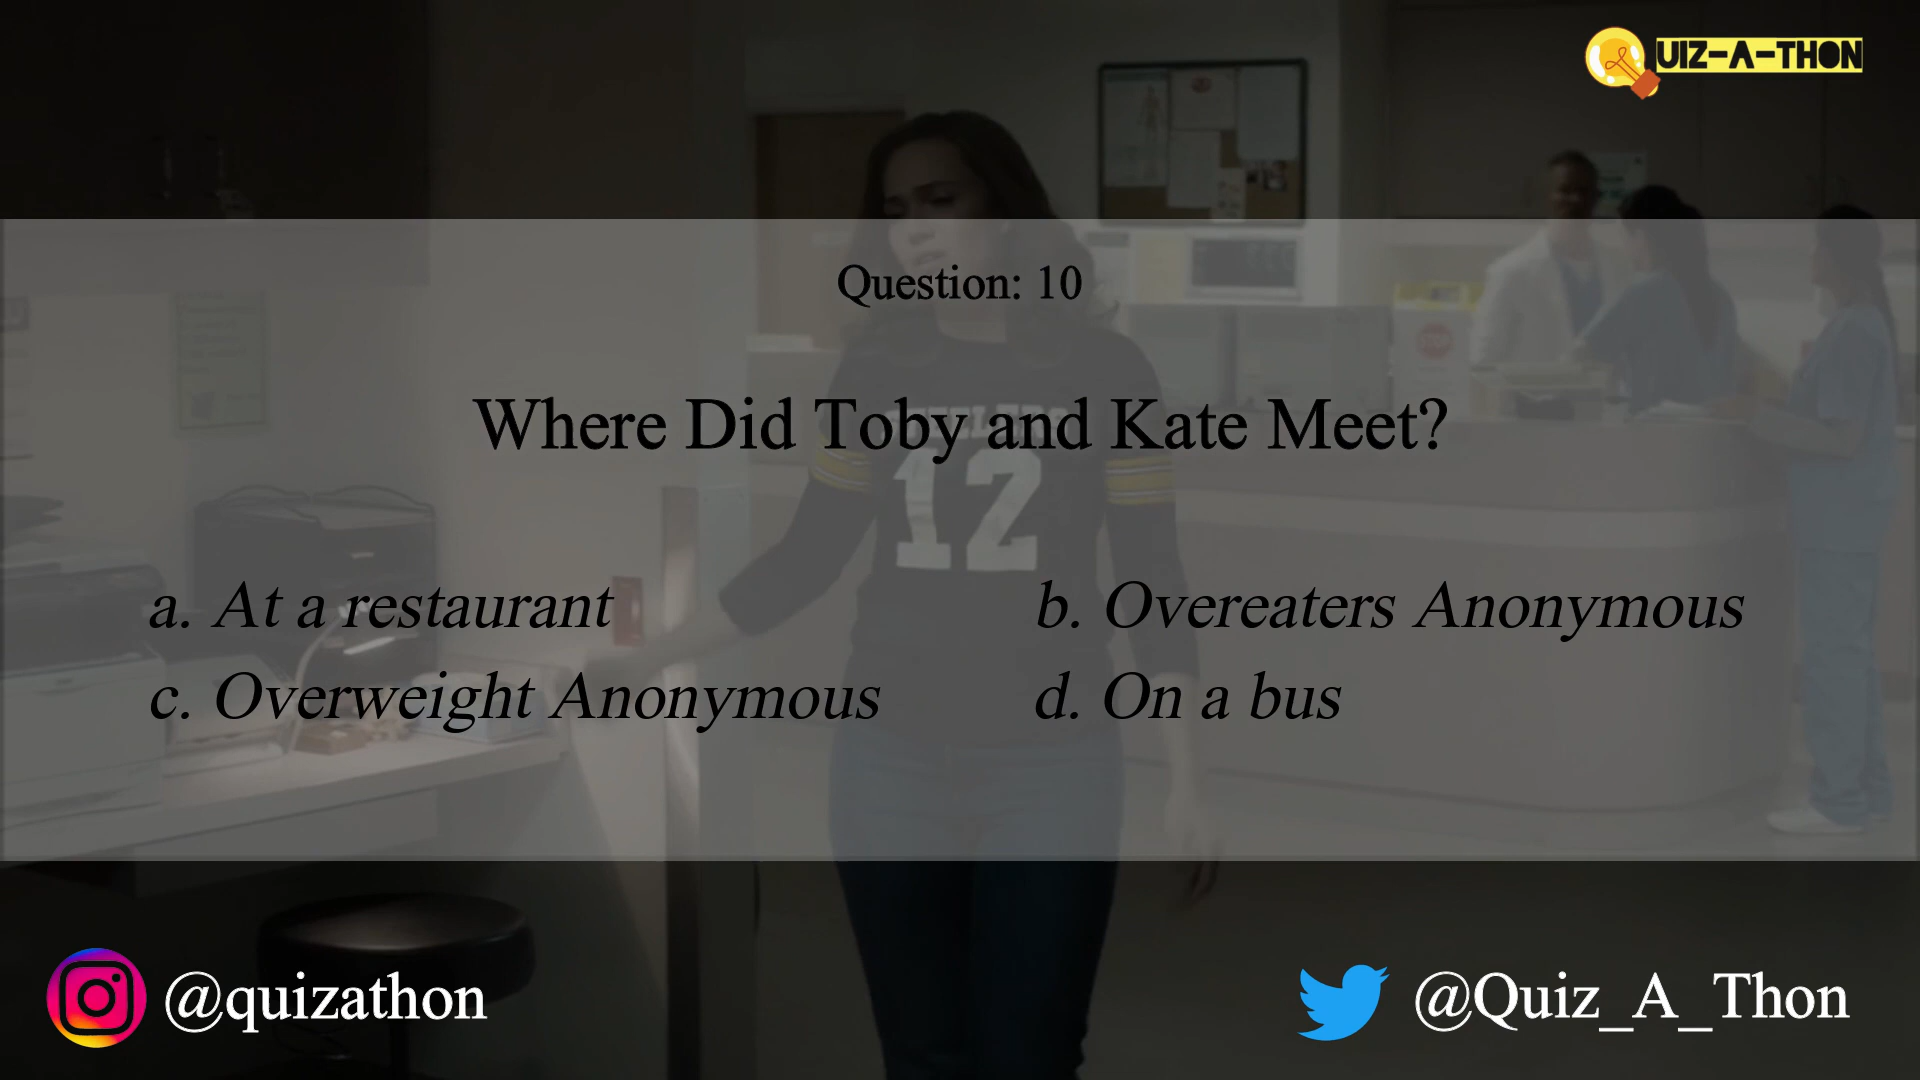 UIZ-A-THON
Question: 10
Where Did Toby and Kate Meet?
12
a. At a restaurant
b. Overeaters Anonymous
c. Overweight Anonymous
d. On a bus
@quizathon
@Quiz_A_Thon